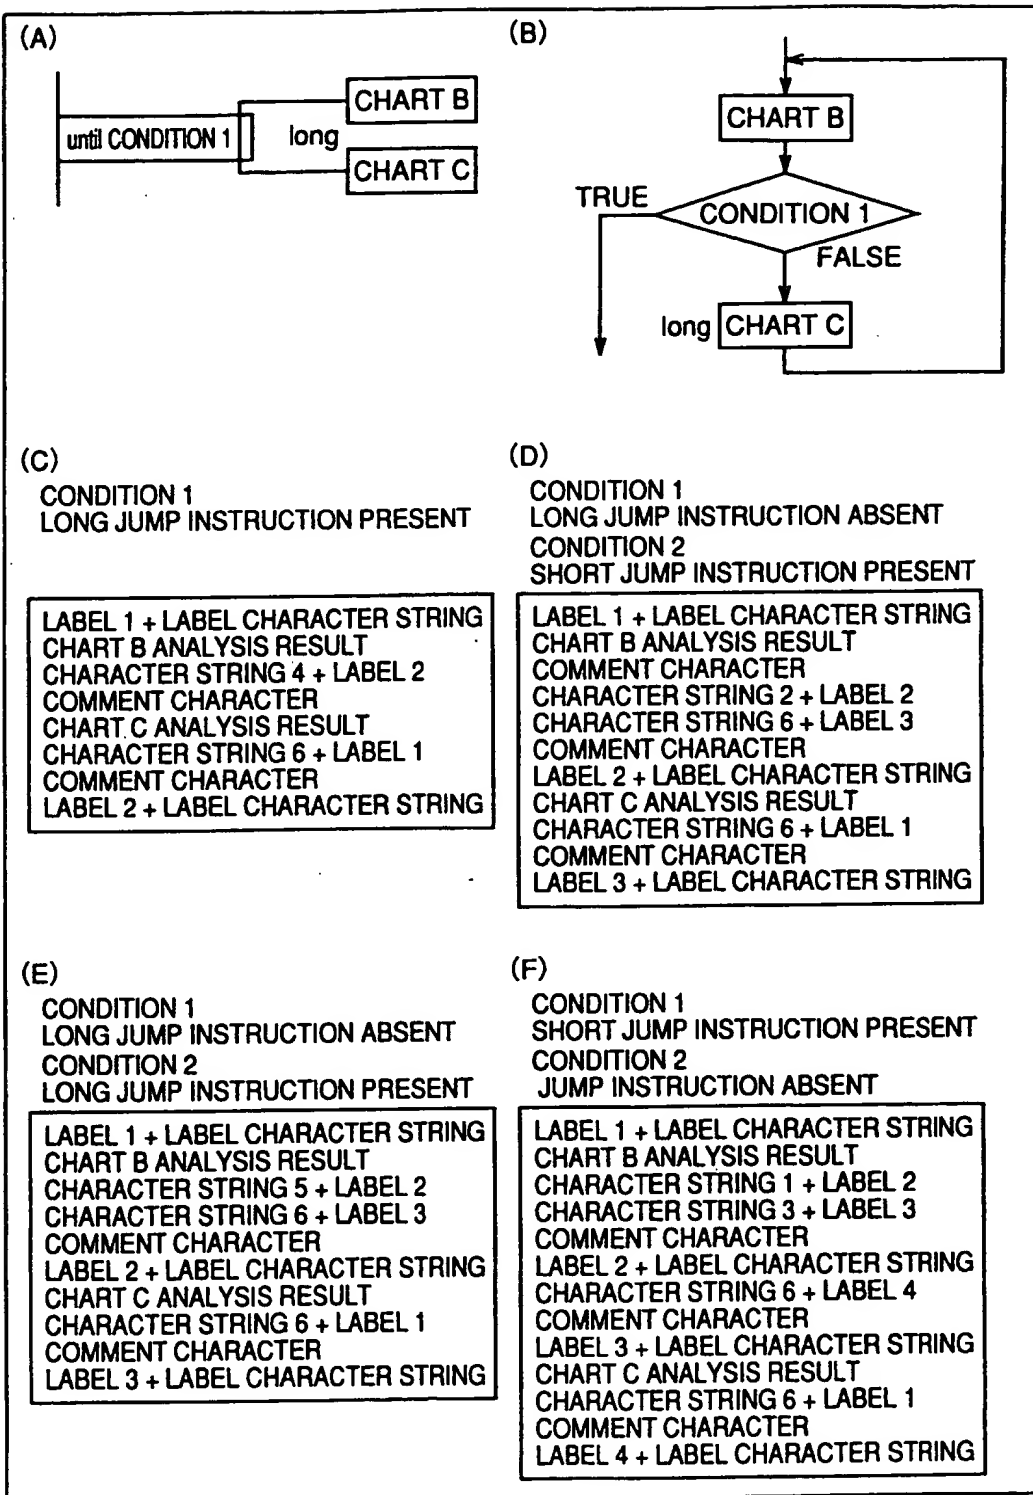 (A)
CHART B
until CONDITION 1
long
CHART C
(B)
CHART B
TRUE
CONDITION 1
FALSE
long
CHART C
(C)
CONDITION 1
LONG JUMP INSTRUCTION PRESENT
LABEL 1 + LABEL CHARACTER STRING
CHART B ANALYSIS RESULT
CHARACTER STRING 4 + LABEL 2
COMMENT CHARACTER
CHART C ANALYSIS RESULT
CHARACTER STRING 6 + LABEL 1
COMMENT CHARACTER
LABEL 2 + LABEL CHARACTER STRING
(D)
CONDITION 1
LONG JUMP INSTRUCTION ABSENT
CONDITION 2
SHORT JUMP INSTRUCTION PRESENT
LABEL 1 + LABEL CHARACTER STRING
CHART B ANALYSIS RESULT
COMMENT CHARACTER
CHARACTER STRING 2 + LABEL 2
CHARACTER STRING 6 + LABEL 3
COMMENT CHARACTER
LABEL 2 + LABEL CHARACTER STRING
CHART C ANALYSIS RESULT
CHARACTER STRING 6 + LABEL 1
COMMENT CHARACTER
LABEL 3 + LABEL CHARACTER STRING
(E)
CONDITION 1
LONG JUMP INSTRUCTION ABSENT
CONDITION 2
LONG JUMP INSTRUCTION PRESENT
LABEL 1 + LABEL CHARACTER STRING
CHART B ANALYSIS RESULT
CHARACTER STRING 5 + LABEL 2
CHARACTER STRING 6 + LABEL 3
COMMENT CHARACTER
LABEL 2 + LABEL CHARACTER STRING
CHART C ANALYSIS RESULT
CHARACTER STRING 6 + LABEL 1
COMMENT CHARACTER
LABEL 3 + LABEL CHARACTER STRING
(F)
CONDITION 1
SHORT JUMP INSTRUCTION PRESENT
CONDITION 2
JUMP INSTRUCTION ABSENT
LABEL 1 + LABEL CHARACTER STRING
CHART B ANALYSIS RESULT
CHARACTER STRING 1 + LABEL 2
CHARACTER STRING 3 + LABEL 3
COMMENT CHARACTER
LABEL 2 + LABEL CHARACTER STRING
CHARACTER STRING 6 + LABEL 4
COMMENT CHARACTER
LABEL 3 + LABEL CHARACTER STRING
CHART C ANALYSIS RESULT
CHARACTER STRING 6 + LABEL 1
COMMENT CHARACTER
LABEL 4 + LABEL CHARACTER STRING